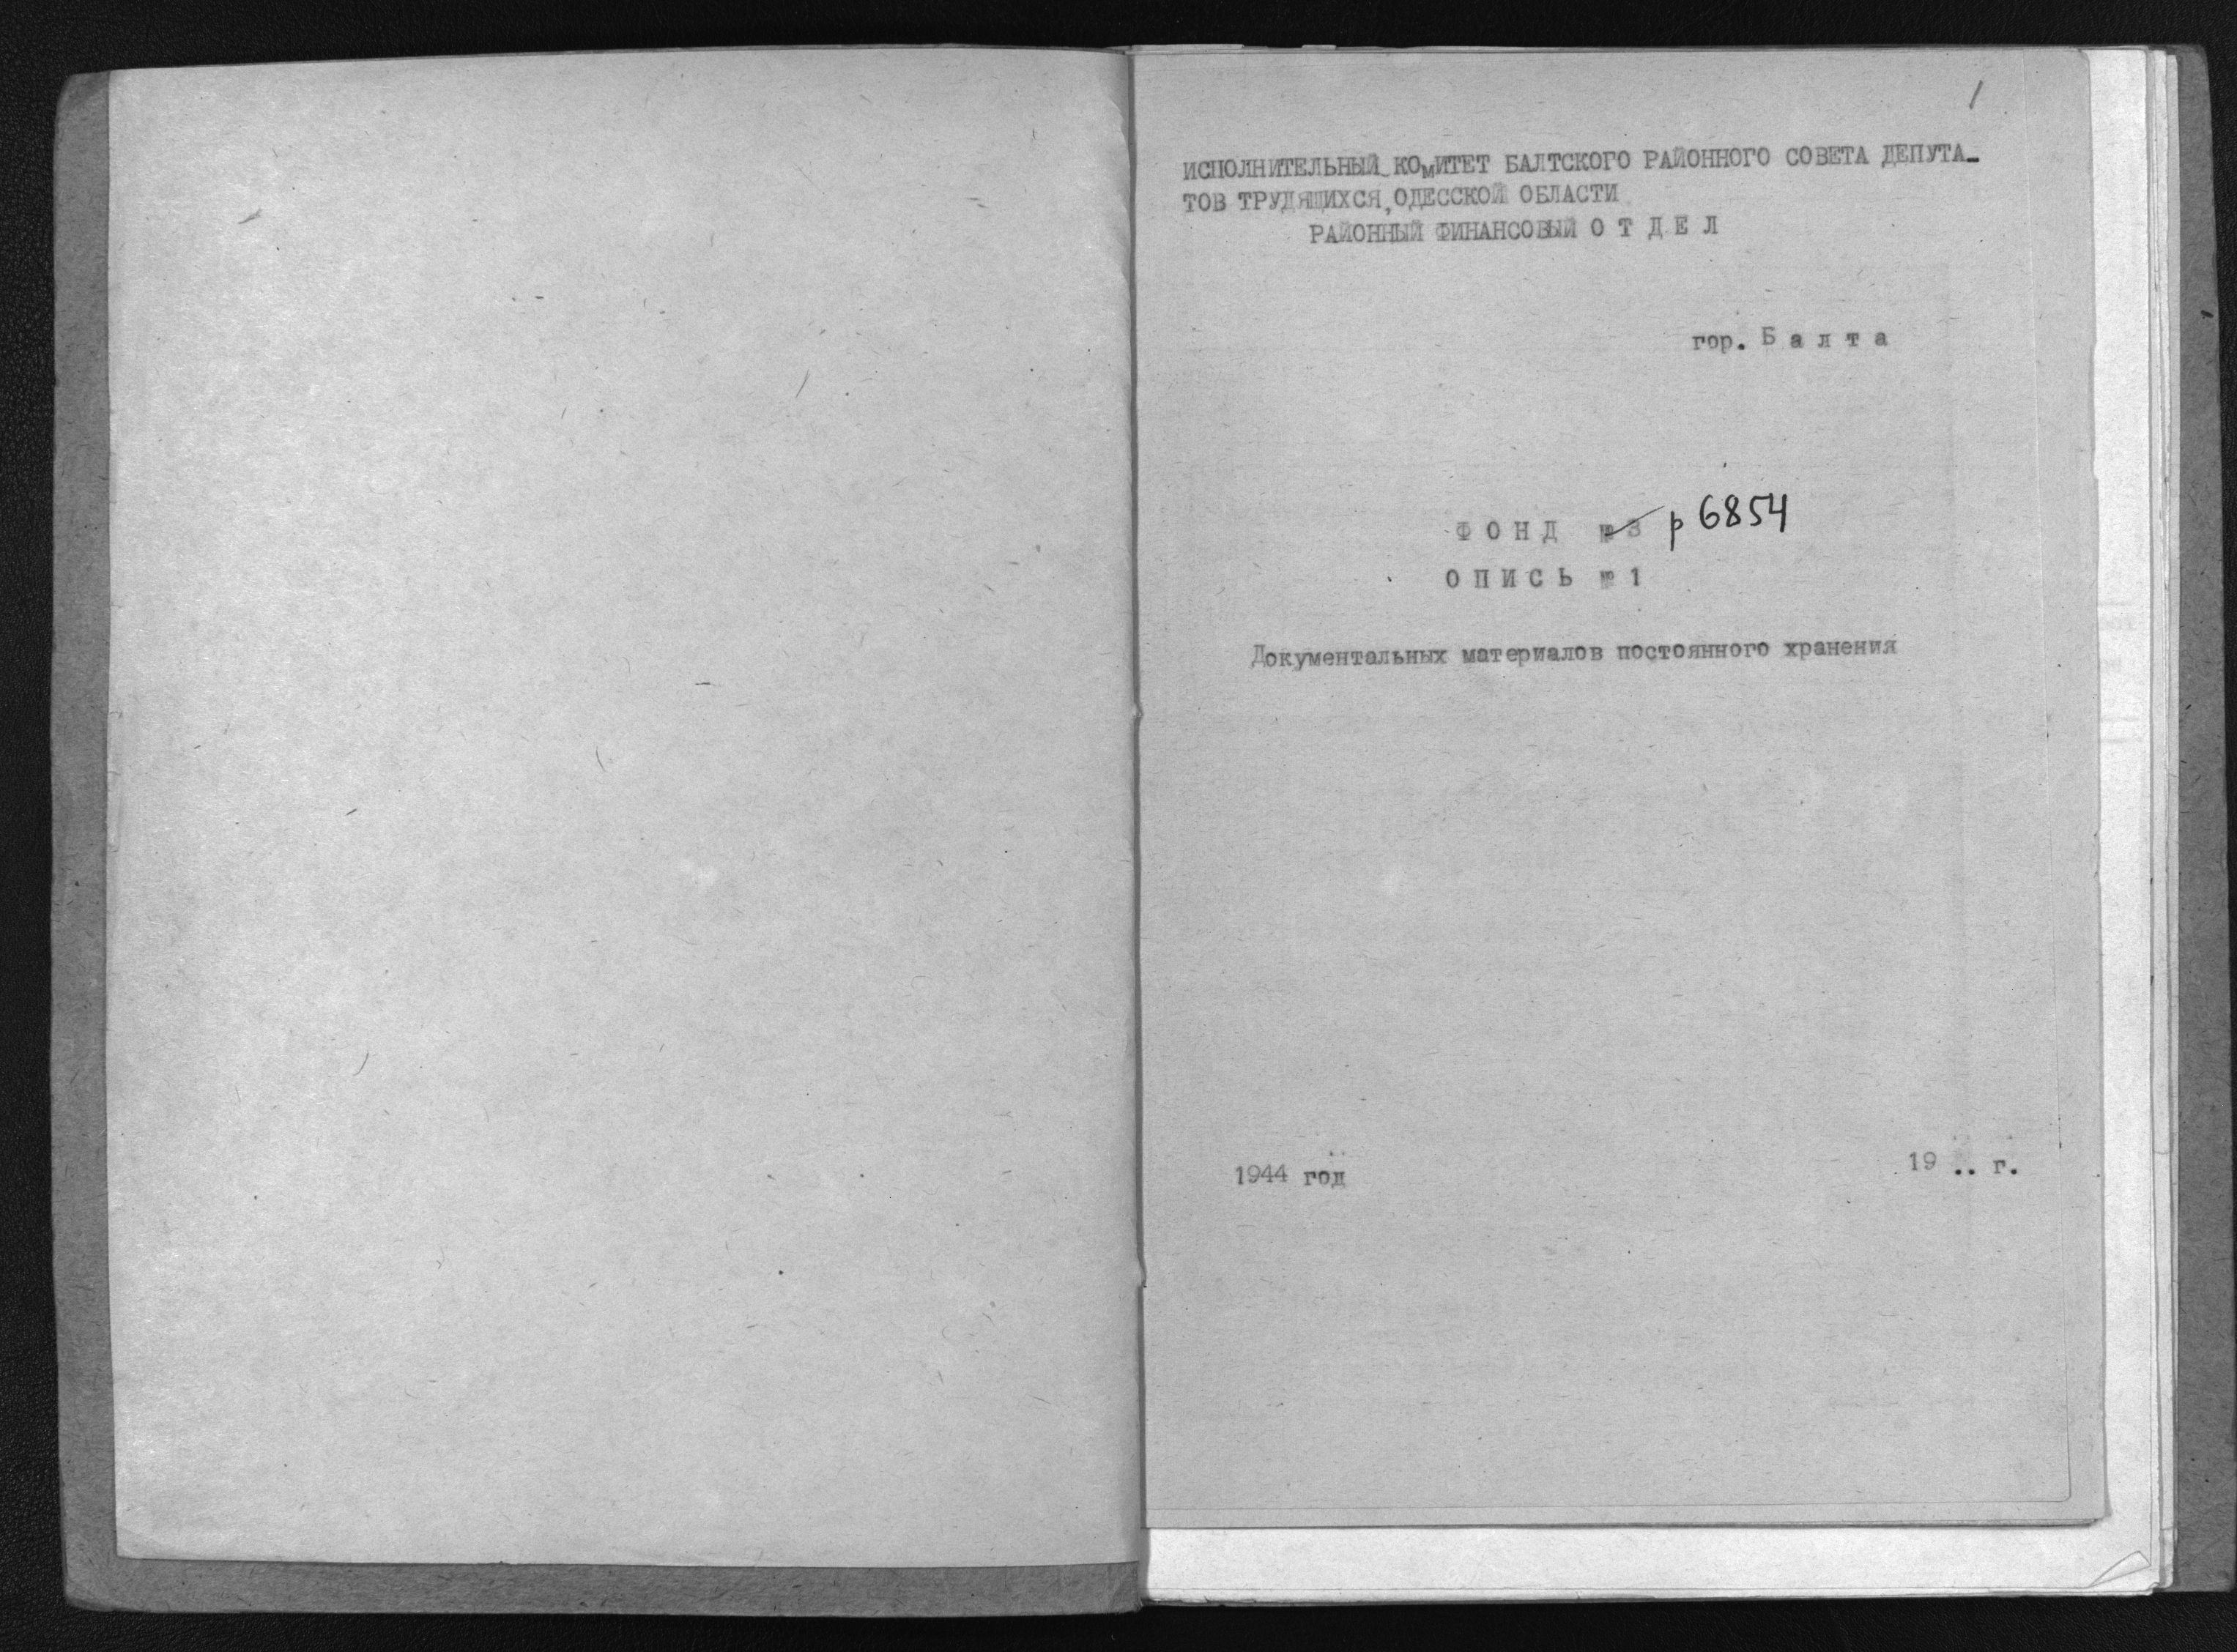 1
ИСПОЛНИТЕЛЬНЫЙ КОмИТЕТ БАЛТСКОГО РАЙОННОГО СОВЕТА ДЕПУТА-
ТОВ ТРУДЯЩИХСЯ, ОДЕССКОЙ ОБЛАСТИ
РАЙОННЫЙ ФИНАНСОВЫЙ О Т Д Е Л
гор. Б а л т а
Ф О Н Д № 3 р 6854
О П И С Ь № 1
Документальных материалов постоянного хранения
1944 год 19 .. г.